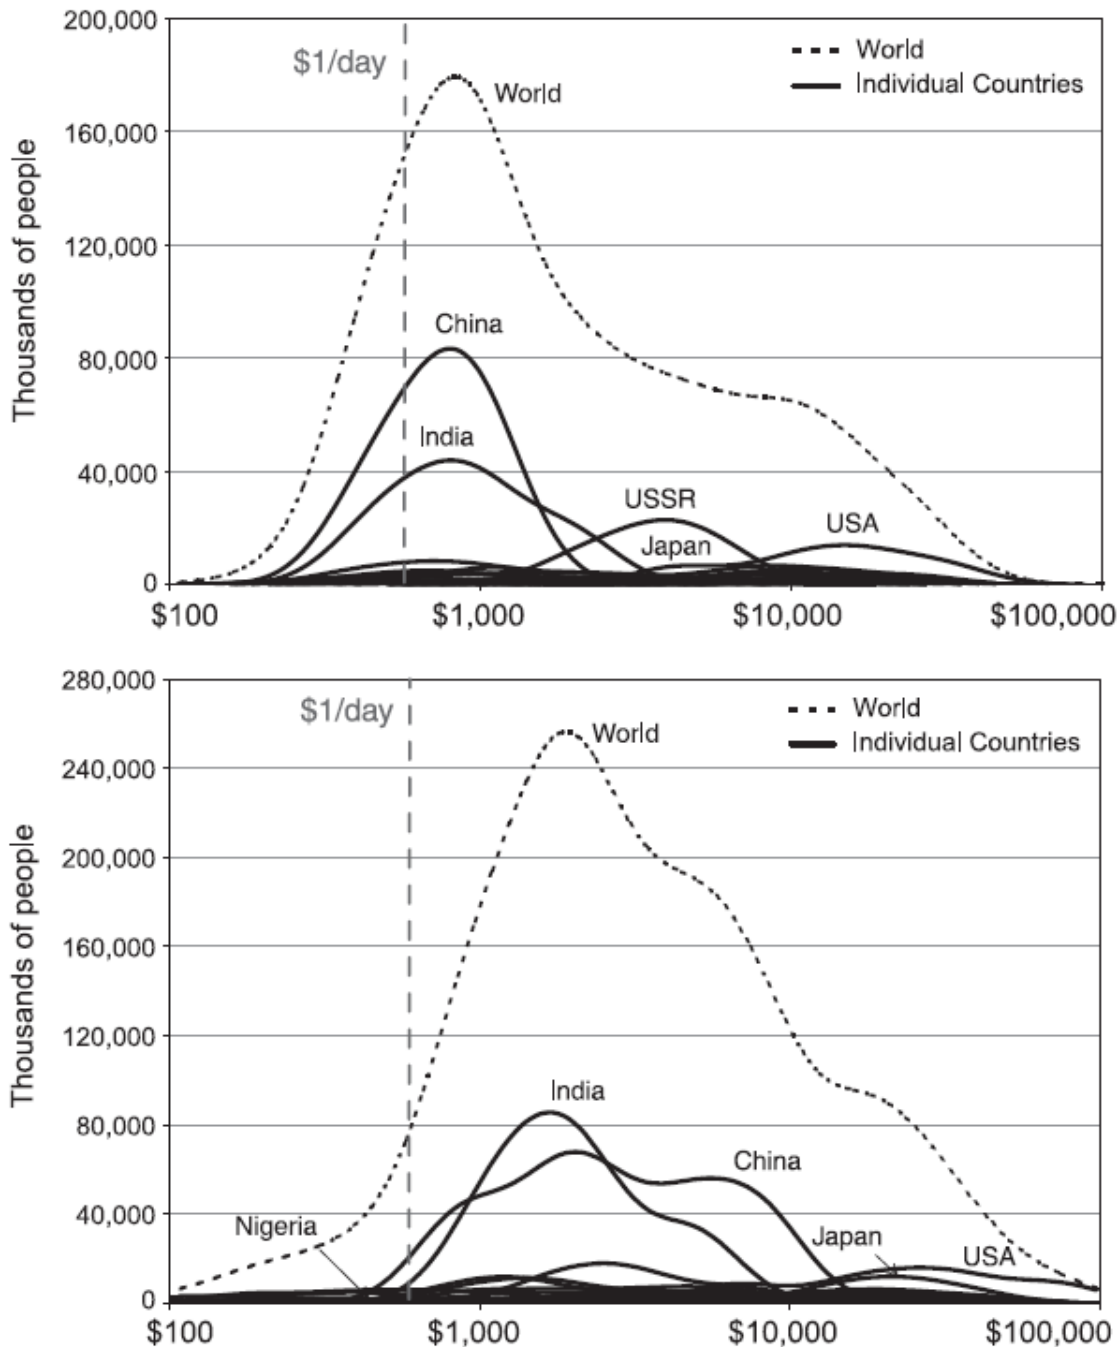 200,000
$1/day
World
Individual Countries
World
160,000
Thousands of people
120,000
China
80,000
India
40,000
USSR
USA
Japan
0
$100
$1,000
$10,000
$100,000
280,000
$1/day
World
Individual Countries
World
240,000
200,000
Thousands of people
160,000
120,000
India
80,000
China
40,000
Nigeria
Japan
USA
0
$100
$1,000
$10,000
$100,000